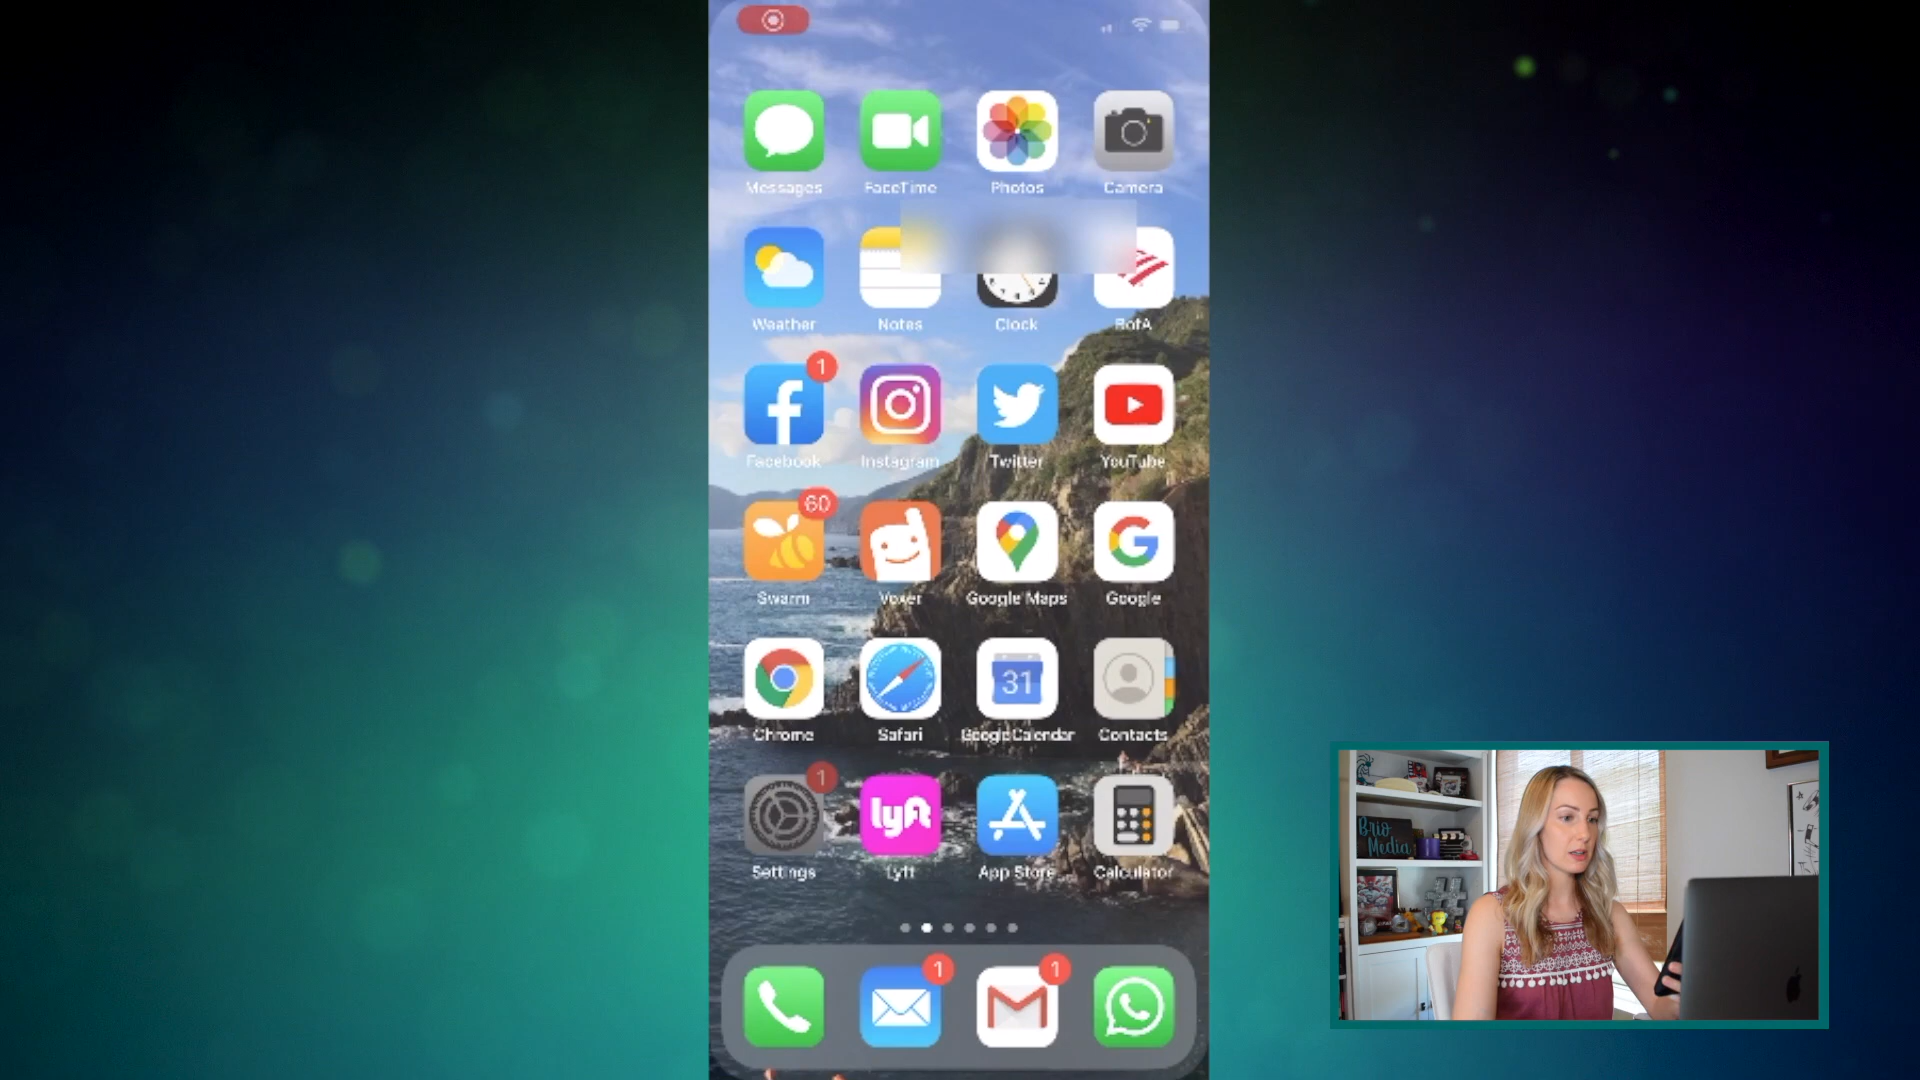 Messages FaceTime Photos Camera
Weather Notes Clock BofA
1
Facebook Instagram Twitter YouTube
60
Swarm Voxer Google Maps Google
31
Chrome Safari Google Calendar Contacts
1
lyft
Settings Lyft App Store Calculator
1 1
Brio
Media